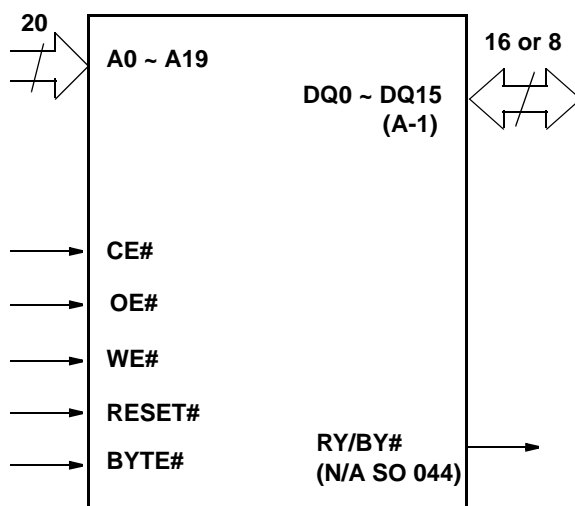 20
A0 ~ A19
16 or 8
DQ0 ~ DQ15
(A-1)
CE#
OE#
WE#
RESET#
BYTE#
RY/BY#
(N/A SO 044)